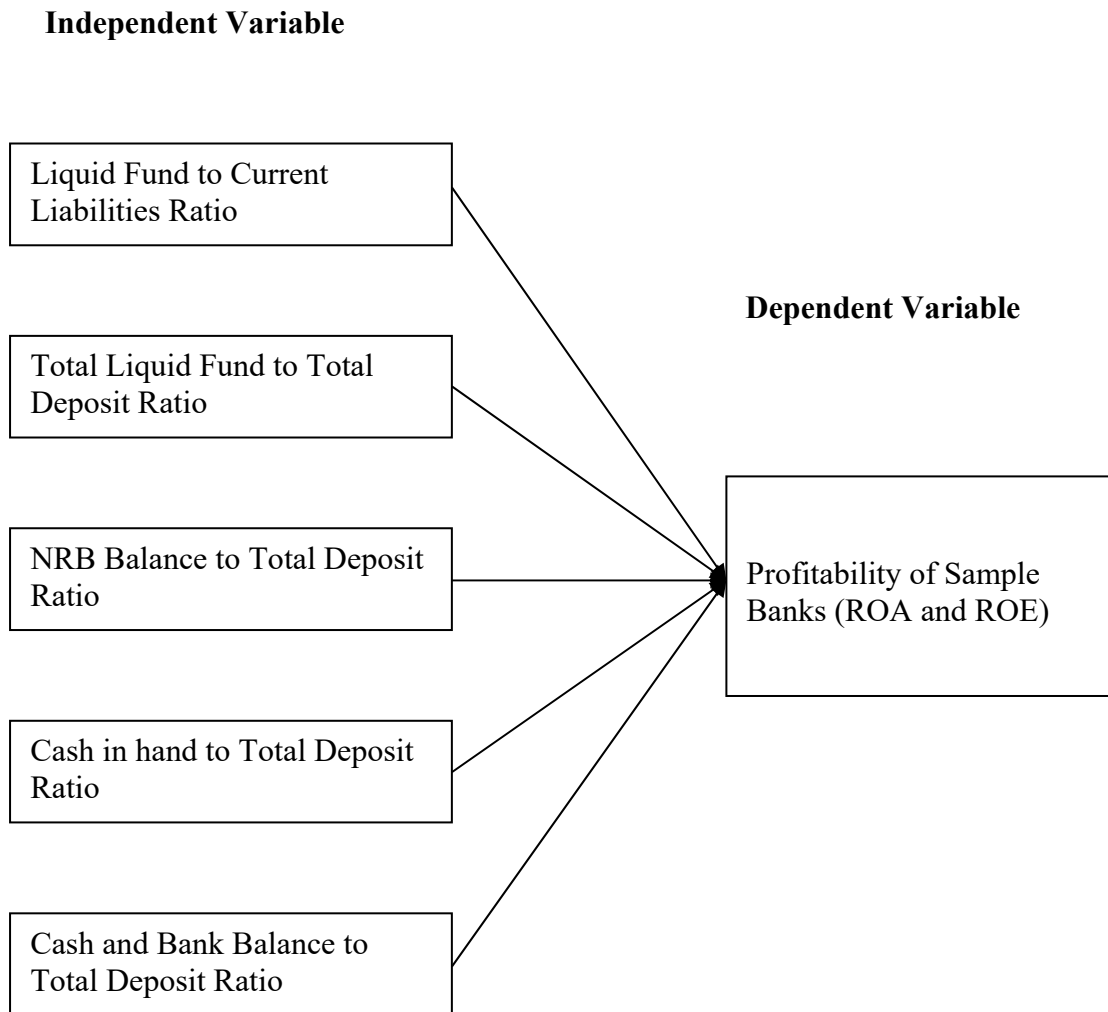 Independent Variable
Liquid Fund to Current
Liabilities Ratio
Total Liquid Fund to Total
Deposit Ratio
NRB Balance to Total Deposit
Ratio
Cash in hand to Total Deposit
Ratio
Cash and Bank Balance to
Total Deposit Ratio
Dependent Variable
Profitability of Sample
Banks (ROA and ROE)